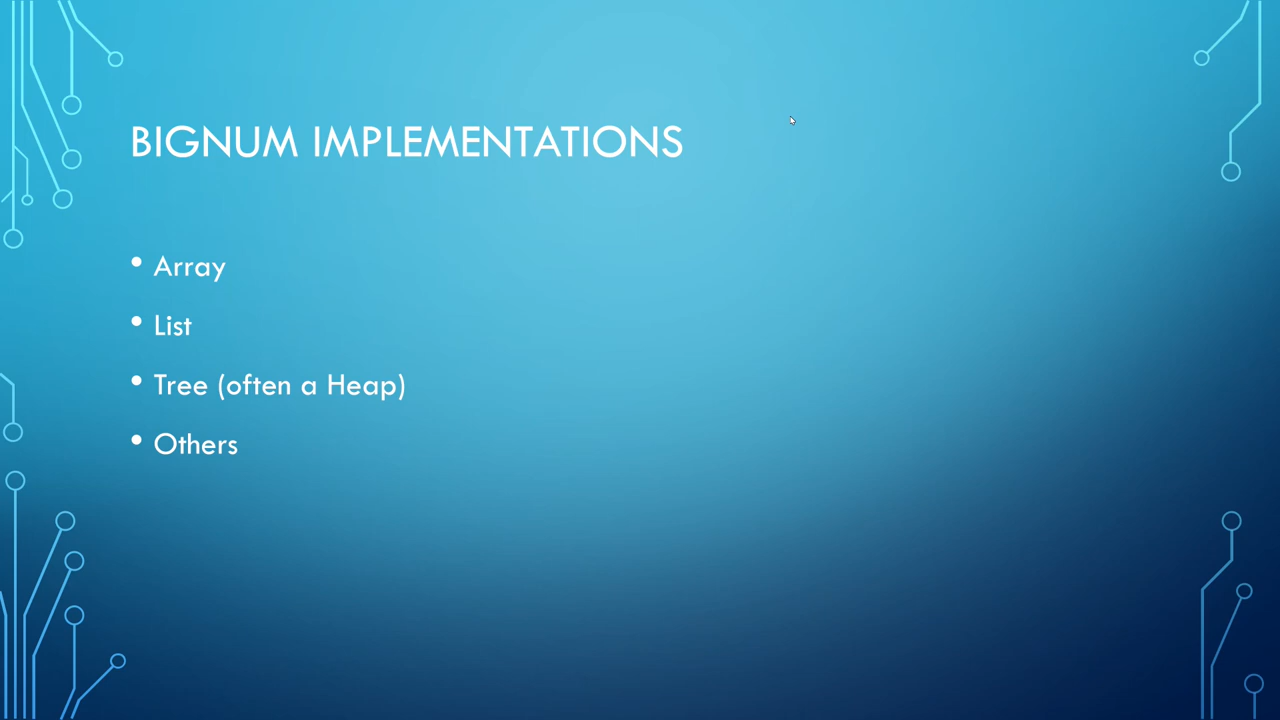 BIGNUM IMPLEMENTATIONS
• Array
• List
• Tree (often a Heap)
• Others